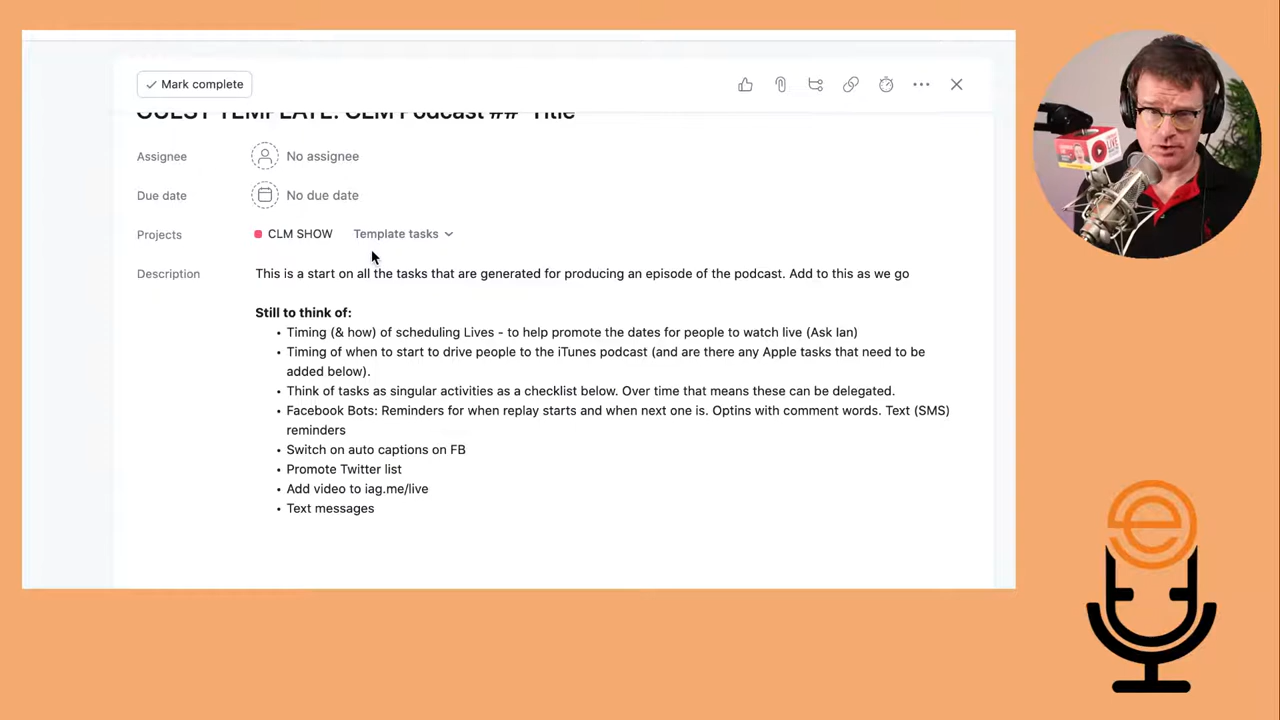 Mark complete
GUEST TEMPLATE: CLM Podcast ## Title
Assignee
No assignee
Due date
No due date
Projects
CLM SHOW
Template tasks
Description
This is a start on all the tasks that are generated for producing an episode of the podcast. Add to this as we go
Still to think of:
• Timing (& how) of scheduling Lives - to help promote the dates for people to watch live (Ask Ian)
• Timing of when to start to drive people to the iTunes podcast (and are there any Apple tasks that need to be
added below).
• Think of tasks as singular activities as a checklist below. Over time that means these can be delegated.
• Facebook Bots: Reminders for when replay starts and when next one is. Optins with comment words. Text (SMS)
reminders
• Switch on auto captions on FB
• Promote Twitter list
• Add video to iag.me/live
• Text messages
LIVE